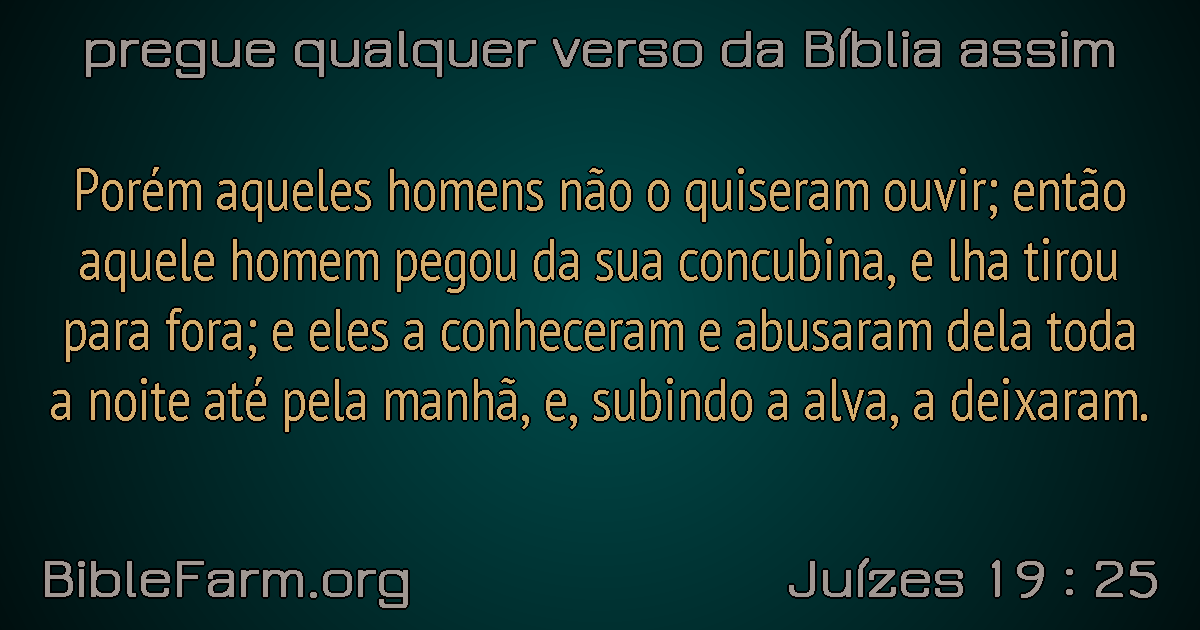 pregue qualquer verso da Bíblia assim
Porém aqueles homens não o quiseram ouvir; então
aquele homem pegou da sua concubina, e lha tirou
para fora; e eles a conheceram e abusaram dela toda
a noite até pela manhã, e, subindo a alva, a deixaram.
BibleFarm.org
Juízes 19 : 25